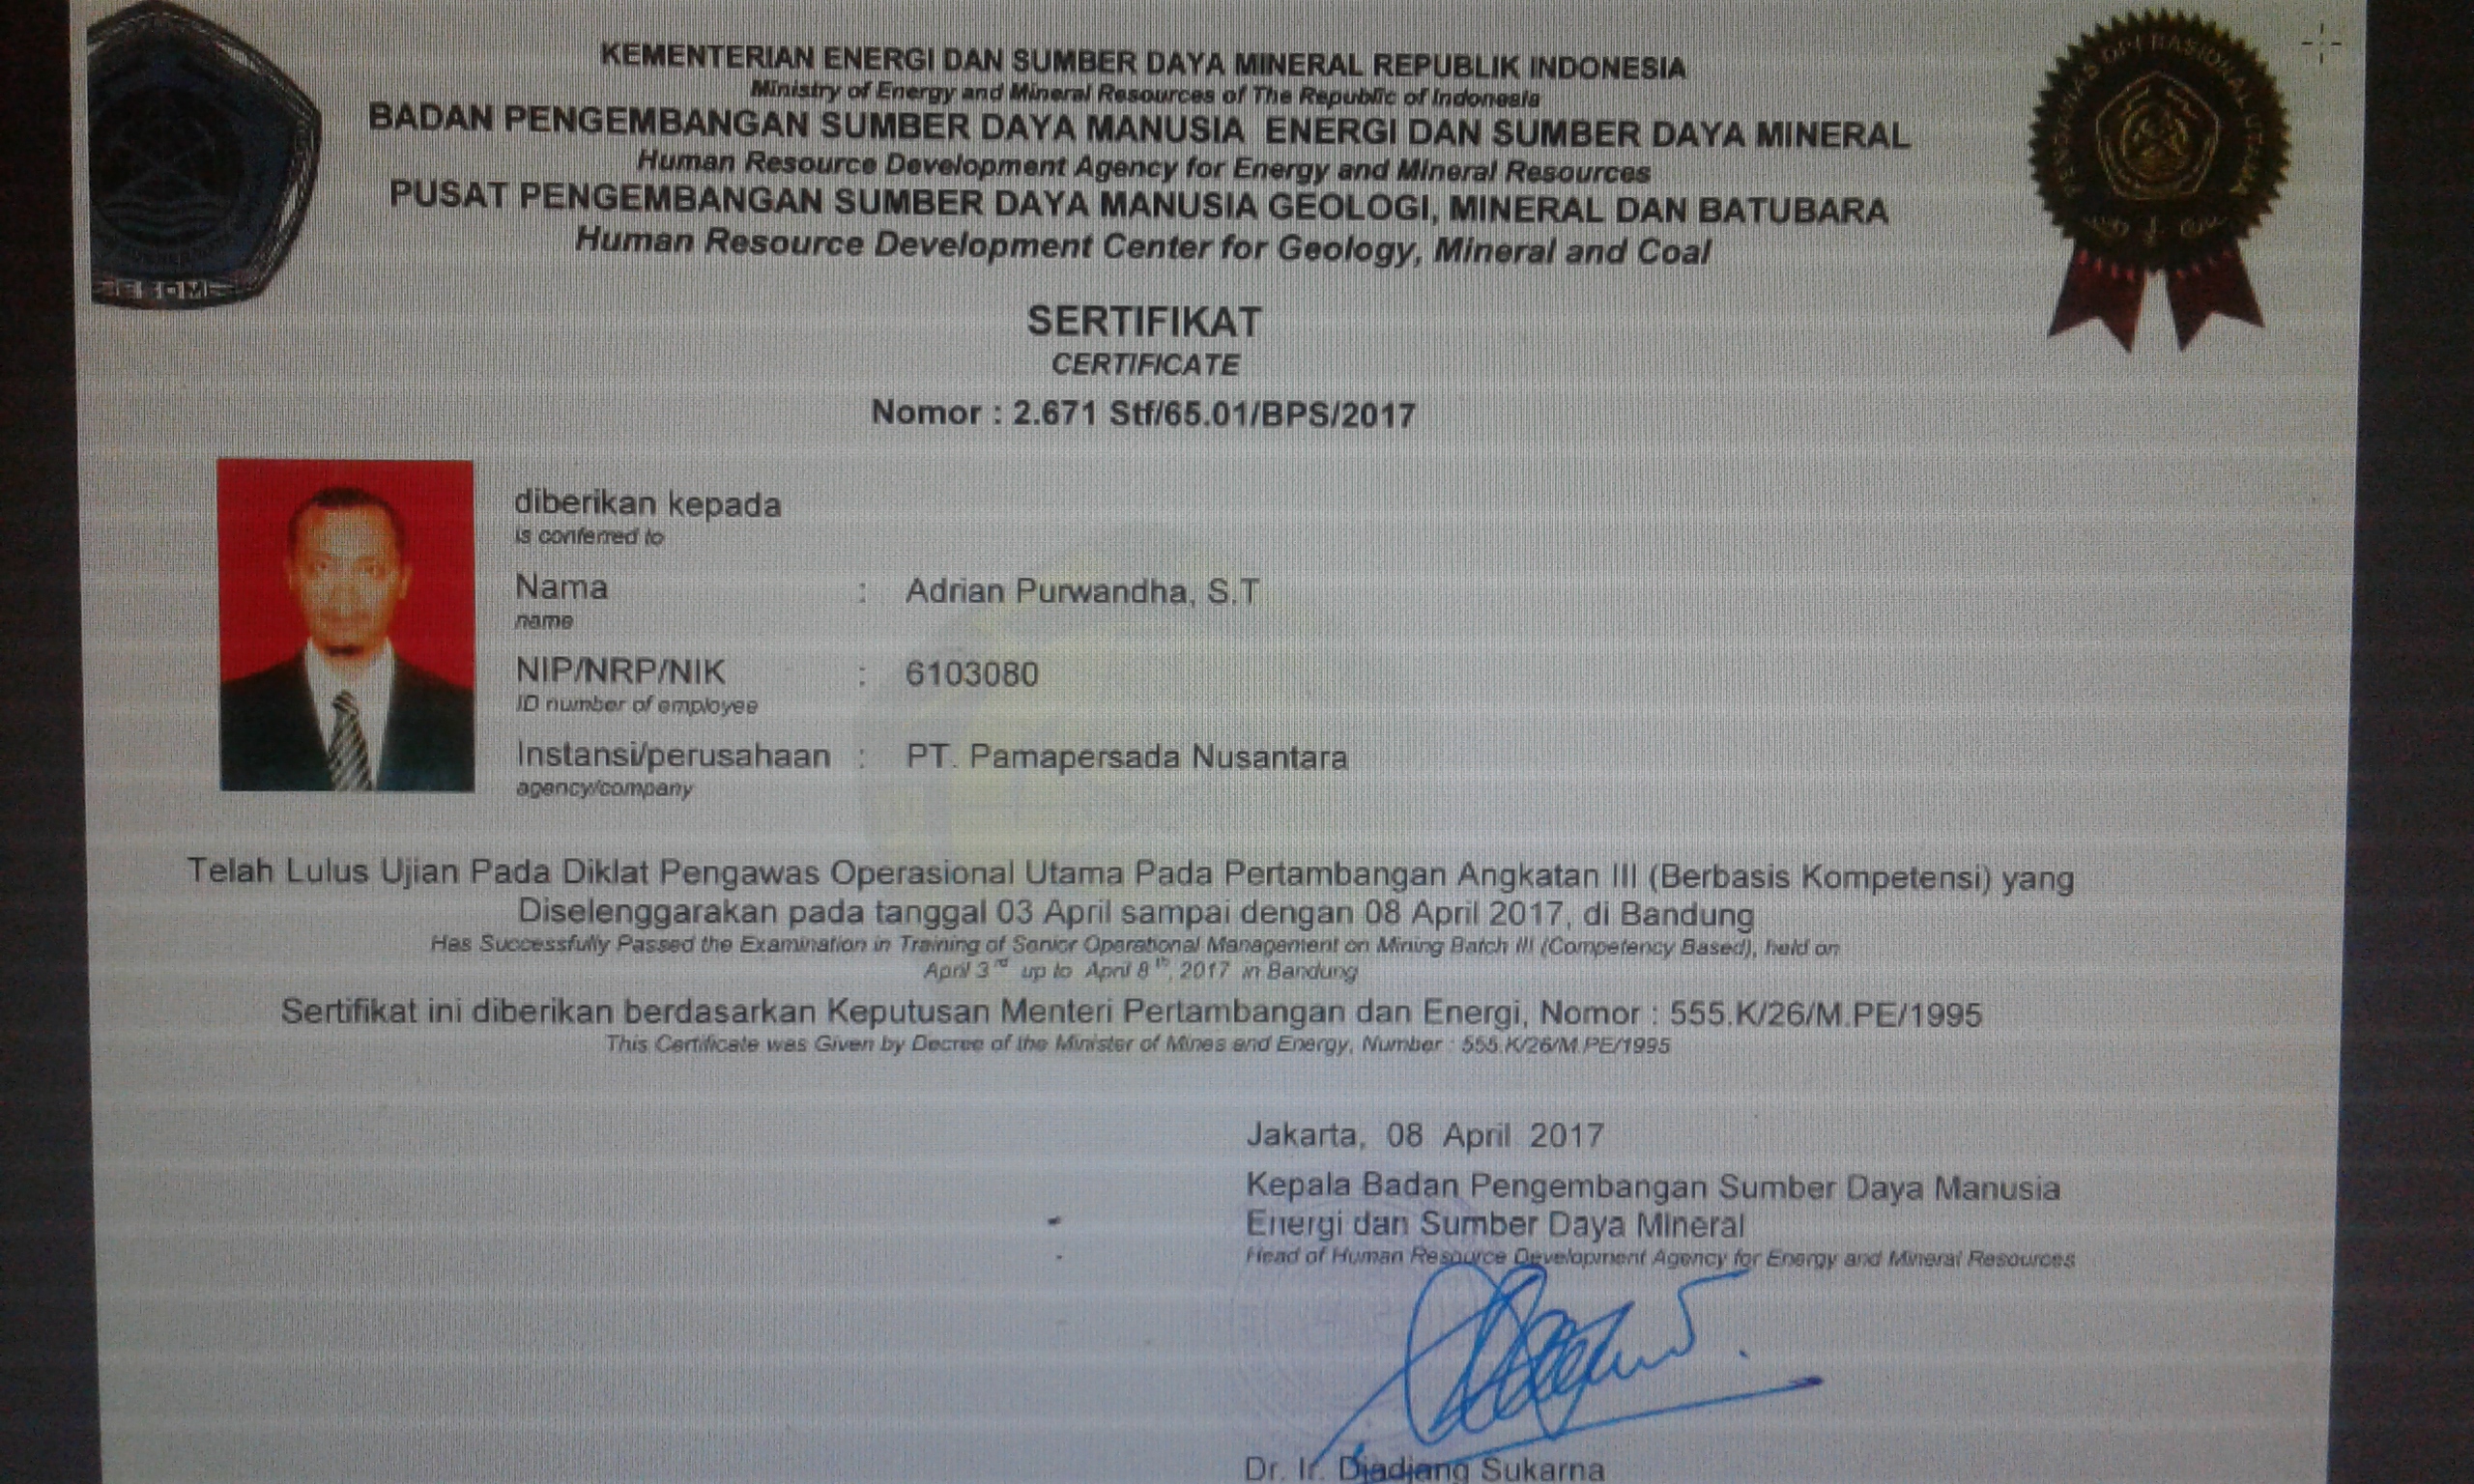 KEMENTERIAN ENERGI DAN SUMBER DAYA MINERAL REPUBLIK INDONESIA
Ministry of Energy and Mineral Resources of The Republic of Indonesia
BADAN PENGEMBANGAN SUMBER DAYA MANUSIA ENERGI DAN SUMBER DAYA MINERAL
Human Resource Development Agency for Energy and Mineral Resources
PUSAT PENGEMBANGAN SUMBER DAYA MANUSIA GEOLOGI, MINERAL DAN BATUBARA
Human Resource Development Center for Geology, Mineral and Coal
PENGAWAS OPERASIONAL UTAMA
ESDM
SERTIFIKAT
CERTIFICATE
Nomor : 2.671 Stf/65.01/BPS/2017
diberikan kepada
is conferred to
Nama : Adrian Purwandha, S.T
name
NIP/NRP/NIK : 6103080
ID number of employee
Instansi/perusahaan : PT. Pamapersada Nusantara
agency/company
Telah Lulus Ujian Pada Diklat Pengawas Operasional Utama Pada Pertambangan Angkatan III (Berbasis Kompetensi) yang
Diselenggarakan pada tanggal 03 April sampai dengan 08 April 2017, di Bandung
Has Successfully Passed the Examination in Training of Senior Operational Management on Mining Batch III (Competency Based), held on
April 3rd up to April 8th, 2017 in Bandung
Sertifikat ini diberikan berdasarkan Keputusan Menteri Pertambangan dan Energi, Nomor : 555.K/26/M.PE/1995
This Certificate was Given by Decree of the Minister of Mines and Energy, Number : 555.K/26/M.PE/1995
Jakarta, 08 April 2017
Kepala Badan Pengembangan Sumber Daya Manusia
Energi dan Sumber Daya Mineral
Head of Human Resource Development Agency for Energy and Mineral Resources
Dr. Ir. Djadjang Sukarna